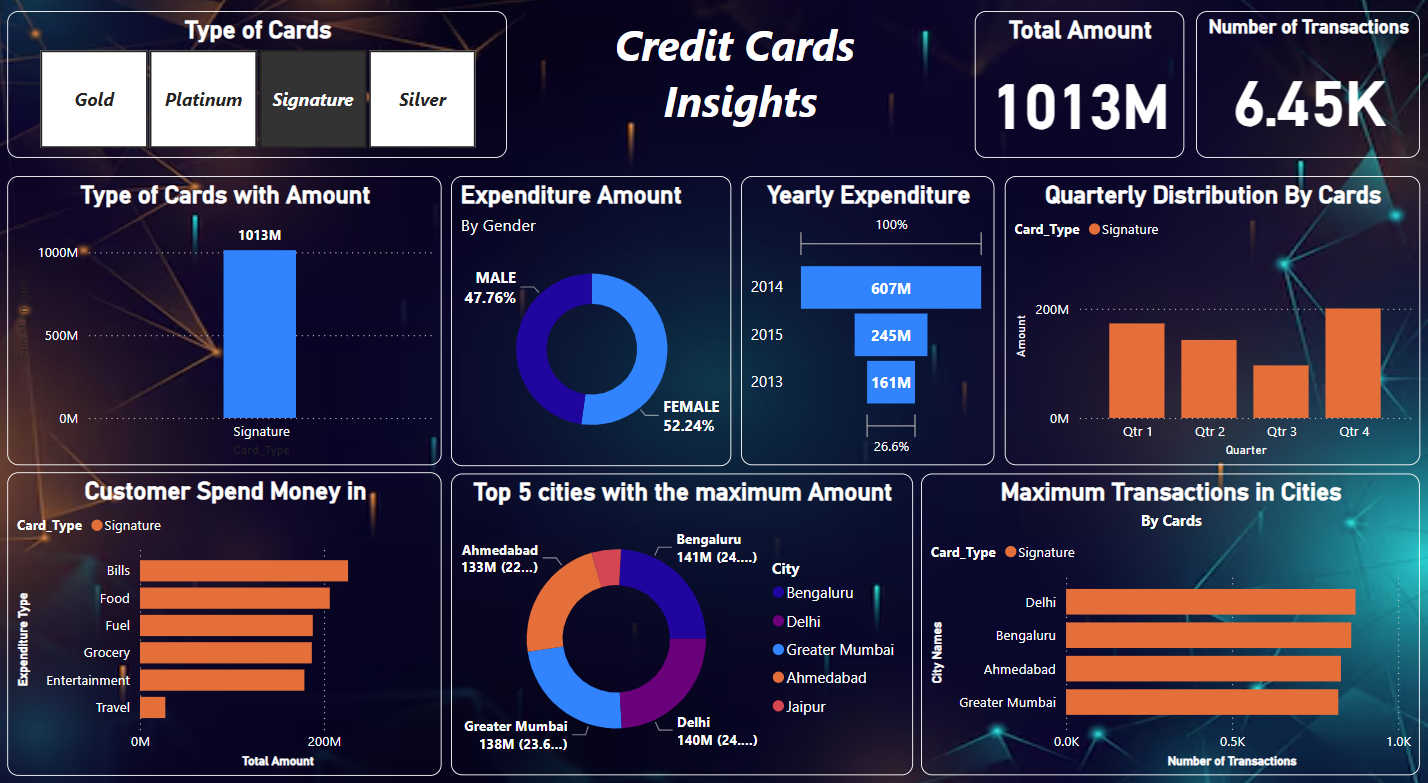 Type of Cards
Gold
Platinum
Signature
Silver
Credit Cards
Insights
Total Amount
1013M
Number of Transactions
6.45K
Type of Cards with Amount
1013M
1000M
500M
0M
Signature
Card_Type
Expenditure Amount
By Gender
MALE
47.76%
FEMALE
52.24%
Yearly Expenditure
100%
2014
607M
2015
245M
2013
161M
26.6%
Quarterly Distribution By Cards
Card_Type
Signature
Amount
200M
0M
Qtr 1
Qtr 2
Qtr 3
Qtr 4
Quarter
Customer Spend Money in
Card_Type
Signature
Expenditure Type
Bills
Food
Fuel
Grocery
Entertainment
Travel
0M
200M
Total Amount
Top 5 cities with the maximum Amount
Ahmedabad
133M (22...)
Bengaluru
141M (24....)
Greater Mumbai
138M (23.6...)
Delhi
140M (24....)
City
Bengaluru
Delhi
Greater Mumbai
Ahmedabad
Jaipur
Maximum Transactions in Cities
By Cards
Card_Type
Signature
City Names
Delhi
Bengaluru
Ahmedabad
Greater Mumbai
0.0K
0.5K
1.0K
Number of Transactions